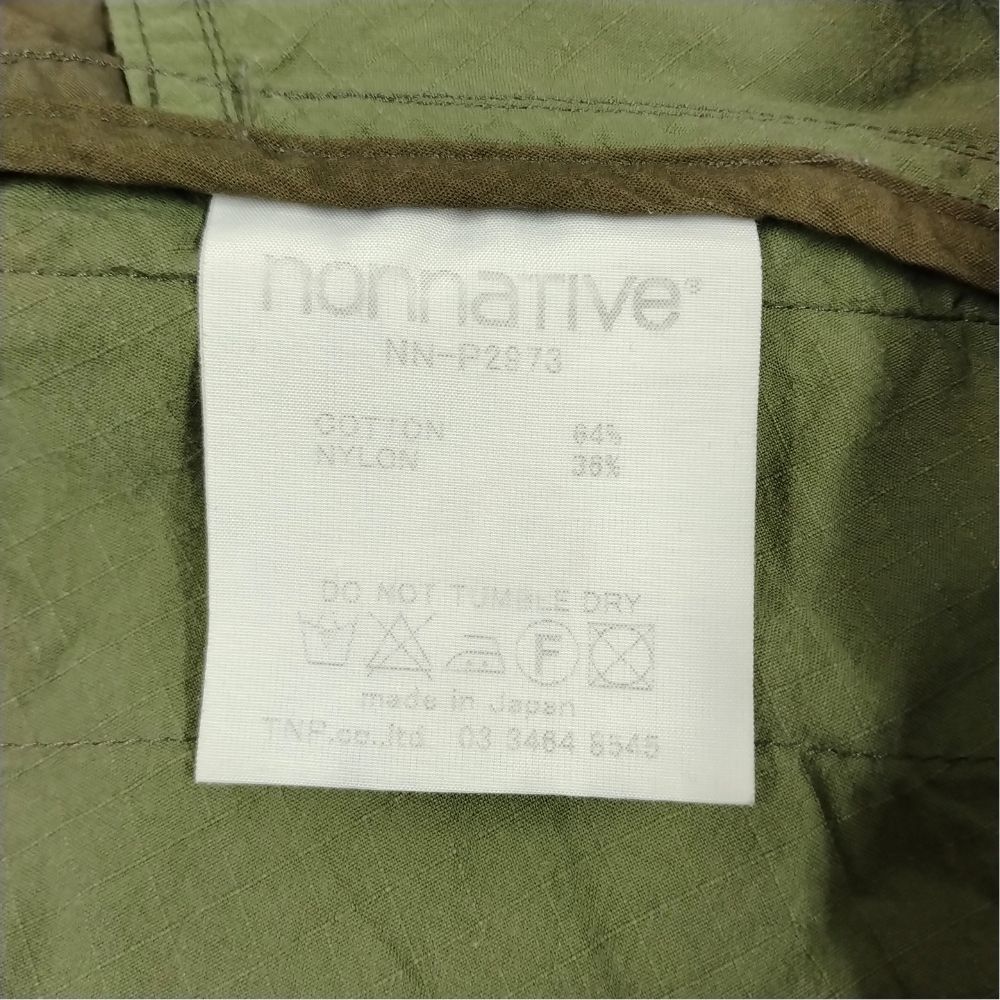 nonnative®
NN-P2973
COTTON 64%
NYLON 36%
DO NOT TUMBLE DRY
F
made in Japan
TNP.co.,ltd 03 3464 8545